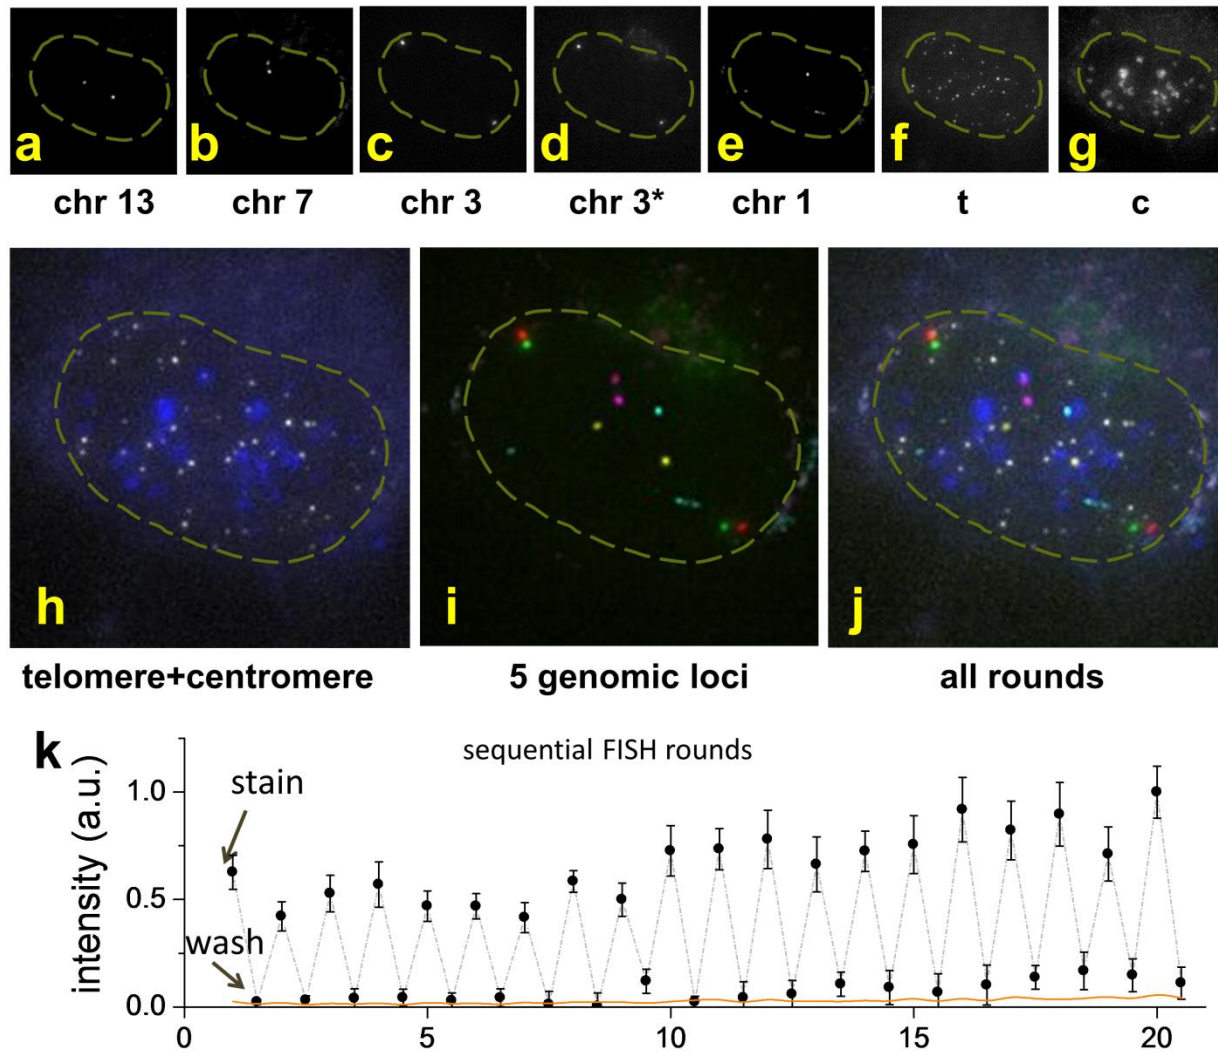 a b c d e f g
chr 13 chr 7 chr 3 chr 3* chr 1 t c
h i j
telomere+centromere 5 genomic loci all rounds
k sequential FISH rounds
stain
wash
intensity (a.u.)
1.0
0.5
0.0
0 5 10 15 20